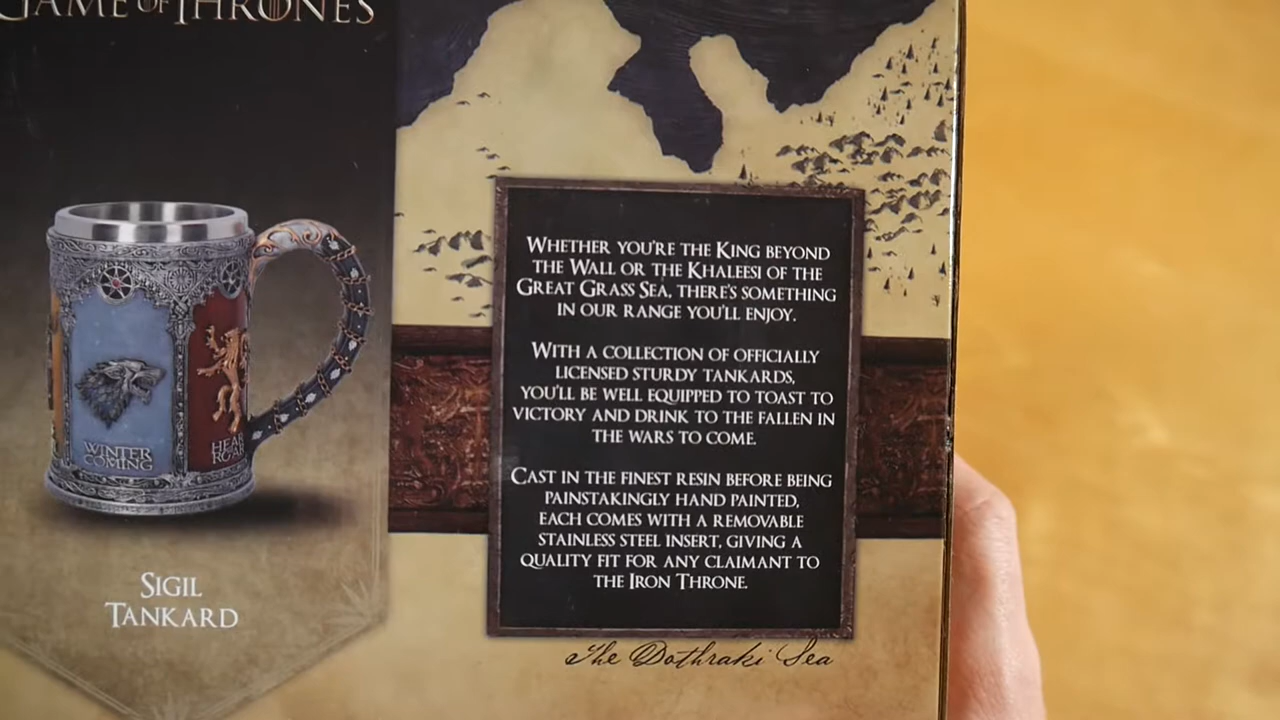 GAME OF THRONES
WINTER
COMING
HEAR
ROAR
SIGIL
TANKARD
WHETHER YOU'RE THE KING BEYOND
THE WALL OR THE KHALEESI OF THE
GREAT GRASS SEA, THERE'S SOMETHING
IN OUR RANGE YOU'LL ENJOY.
WITH A COLLECTION OF OFFICIALLY
LICENSED STURDY TANKARDS,
YOU'LL BE WELL EQUIPPED TO TOAST TO
VICTORY AND DRINK TO THE FALLEN IN
THE WARS TO COME.
CAST IN THE FINEST RESIN BEFORE BEING
PAINSTAKINGLY HAND PAINTED,
EACH COMES WITH A REMOVABLE
STAINLESS STEEL INSERT, GIVING A
QUALITY FIT FOR ANY CLAIMANT TO
THE IRON THRONE.
The Dothraki Sea